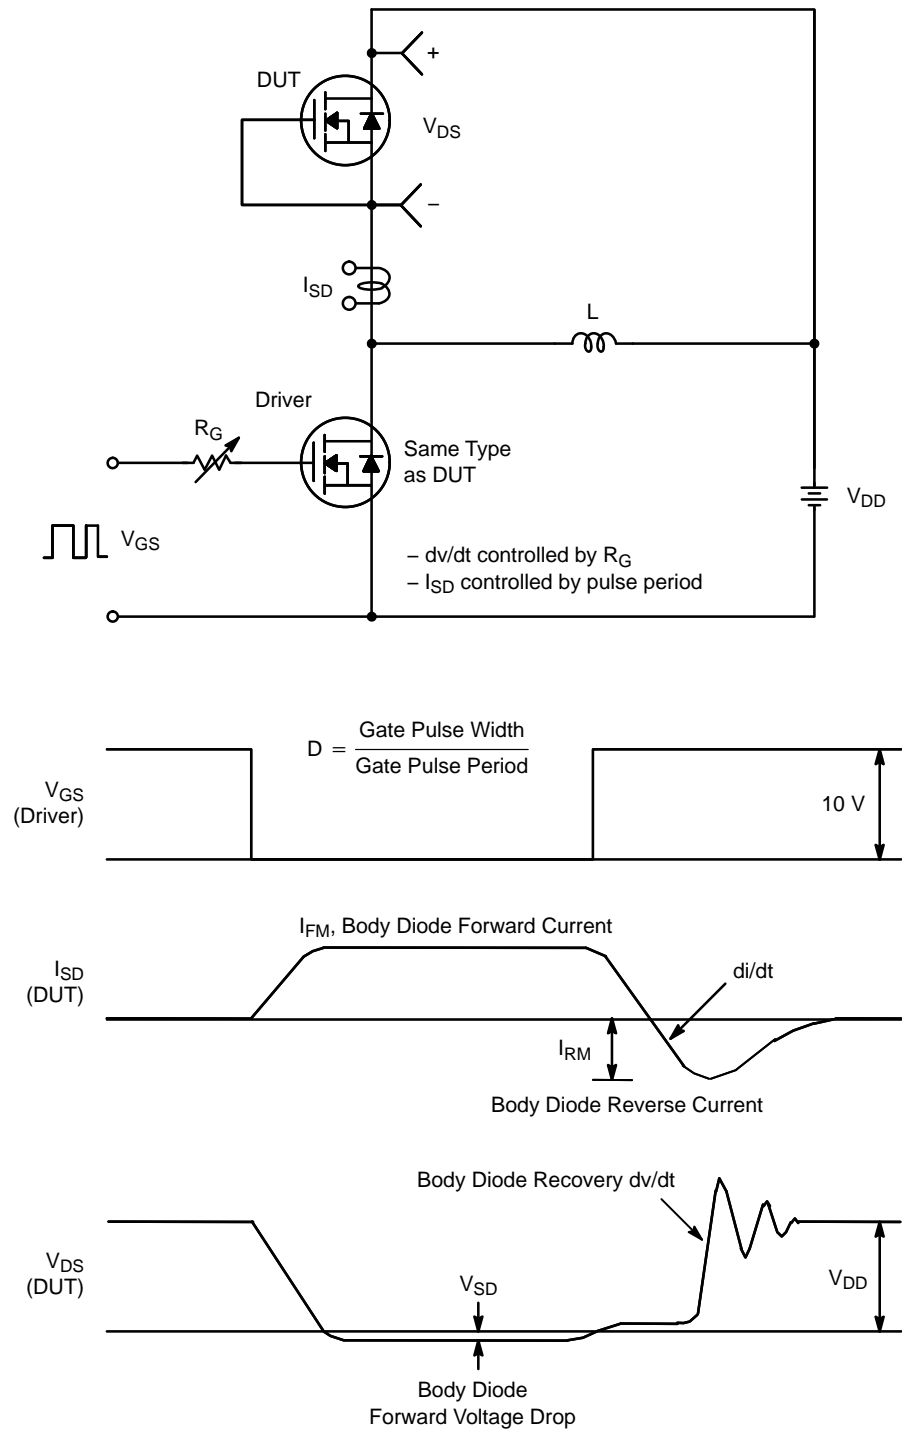 +
DUT
V_DS
–
I_SD
L
Driver
R_G
Same Type
as DUT
V_DD
V_GS
– dv/dt controlled by R_G
– I_SD controlled by pulse period
D = Gate Pulse Width
Gate Pulse Period
V_GS
(Driver)
10 V
I_FM, Body Diode Forward Current
I_SD
(DUT)
di/dt
I_RM
Body Diode Reverse Current
Body Diode Recovery dv/dt
V_DS
(DUT)
V_SD
V_DD
Body Diode
Forward Voltage Drop